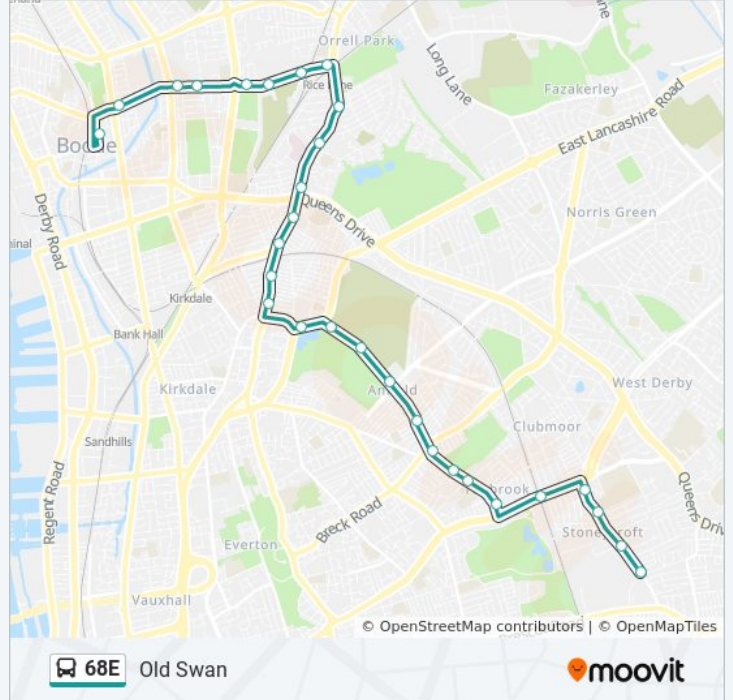 Orrell Park
Long Lane
Rice Lane
Fazakerley
East Lancashire Road
Bootle
Derby Road
Queens Drive
Norris Green
Kirkdale
Bank Hall
Kirkdale
Anfield
West Derby
Clubmoor
Sandhills
Regent Road
Breck Road
Stoneycroft
Queens Driv
Everton
Vauxhall
© OpenStreetMap contributors | © OpenMapTiles
68E Old Swan
moovit